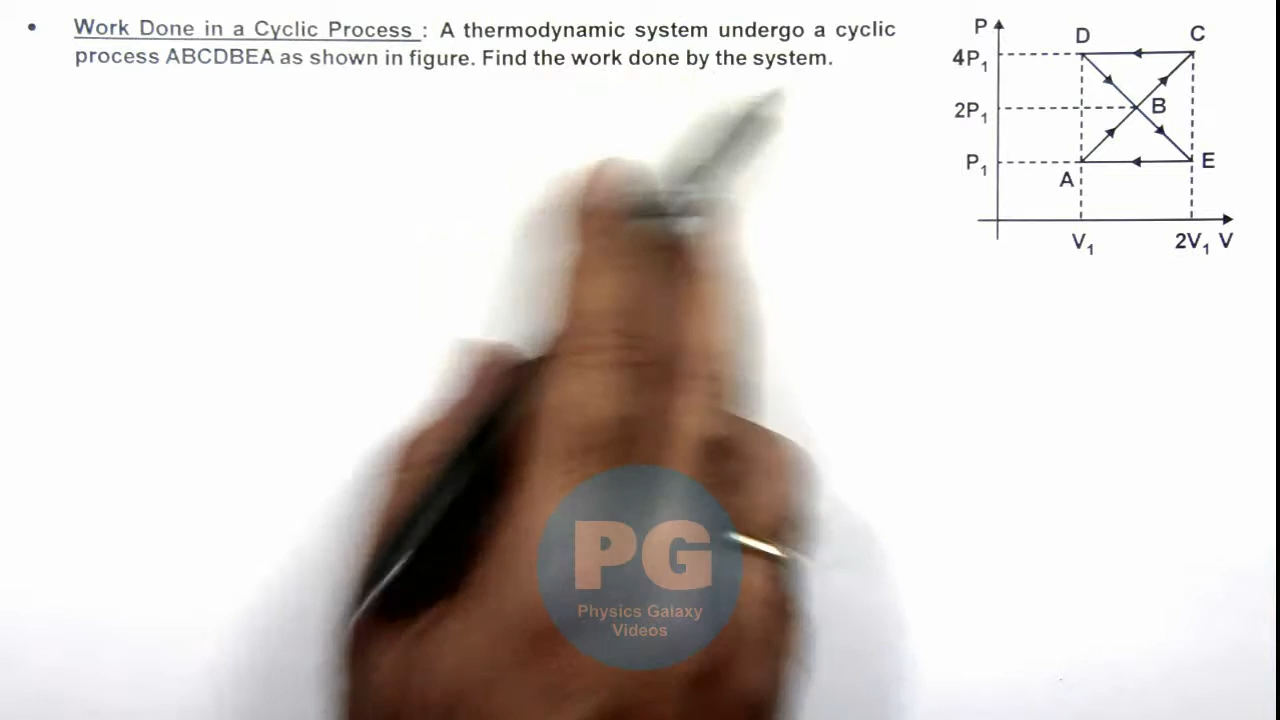 • Work Done in a Cyclic Process : A thermodynamic system undergo a cyclic
process ABCDBEA as shown in figure. Find the work done by the system.
P
D
C
4P₁
2P₁
B
P₁
E
A
V₁
2V₁ V
PG
Physics Galaxy
Videos